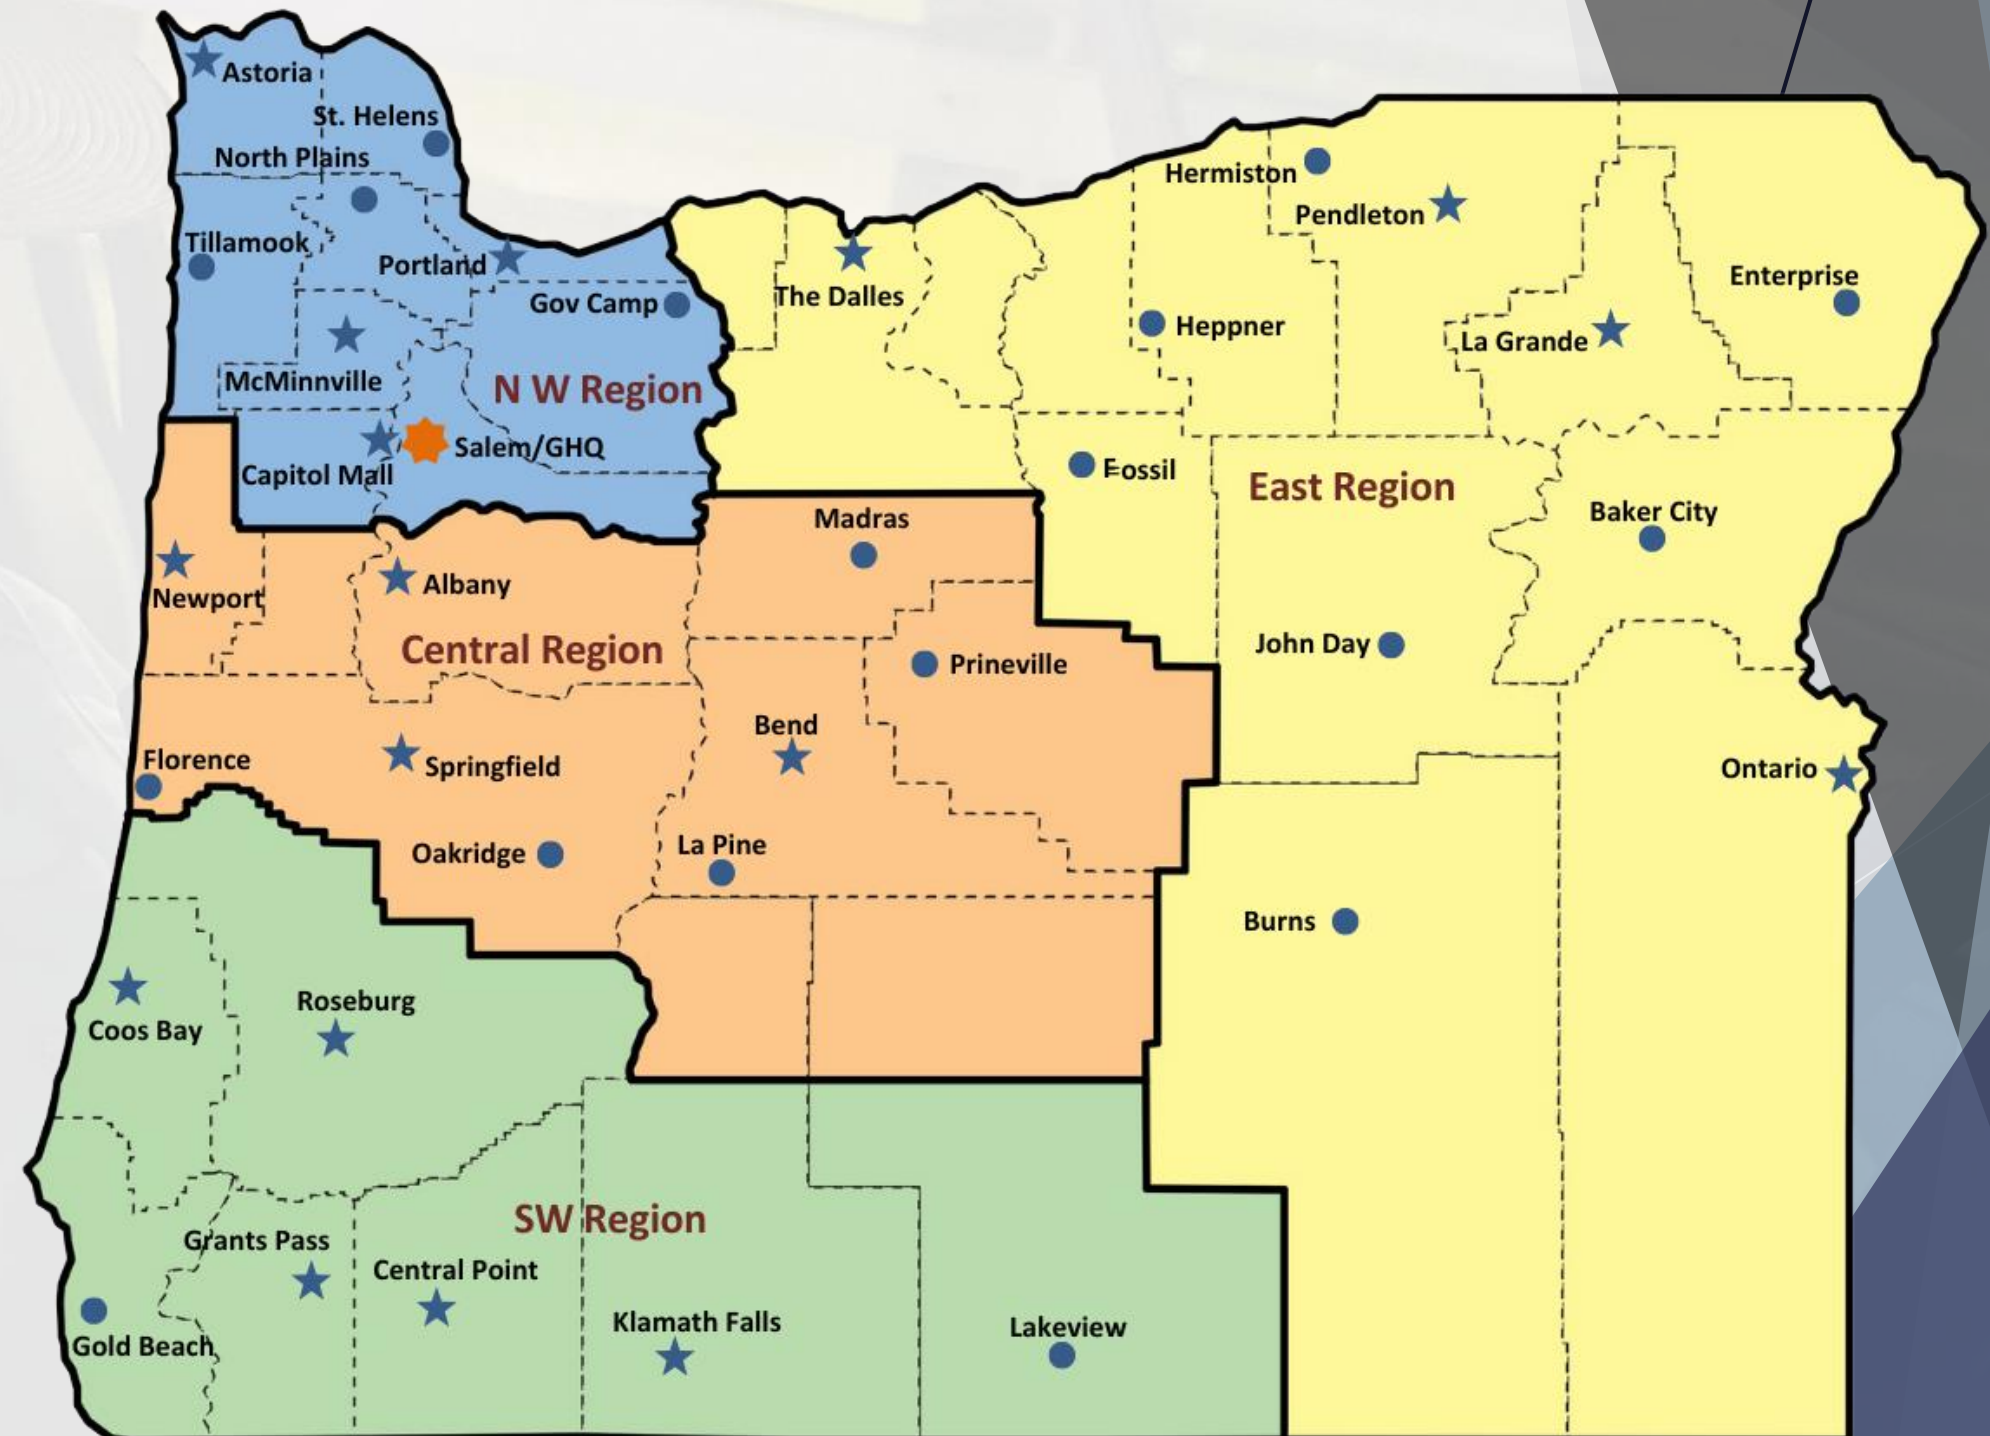 Astoria
St. Helens
North Plains
Tillamook
Portland
Gov Camp
McMinnville
N W Region
Salem/GHQ
Capitol Mall
Hermiston
Pendleton
The Dalles
Heppner
Enterprise
La Grande
Fossil
East Region
Baker City
John Day
Ontario
Burns
Madras
Newport
Albany
Central Region
Prineville
Bend
Florence
Springfield
Oakridge
La Pine
Coos Bay
Roseburg
SW Region
Grants Pass
Central Point
Klamath Falls
Lakeview
Gold Beach